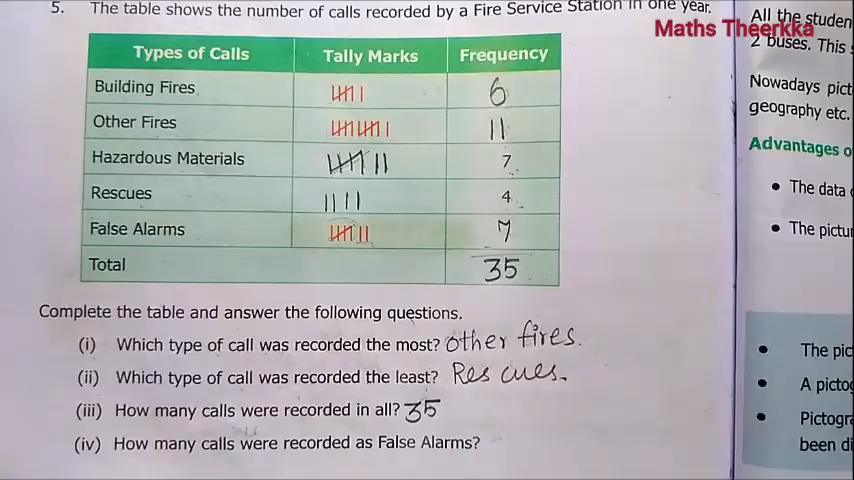 5. The table shows the number of calls recorded by a Fire Service Station in one year.
Maths Theerkka
Types of Calls Tally Marks Frequency
Building Fires 6
Other Fires 11
Hazardous Materials 7
Rescues 4
False Alarms 7
Total 35
Complete the table and answer the following questions.
(i) Which type of call was recorded the most? Other fires.
(ii) Which type of call was recorded the least? Rescues.
(iii) How many calls were recorded in all? 35
(iv) How many calls were recorded as False Alarms?
All the studen
2 buses. This
Nowadays pict
geography etc.
Advantages o
• The data
• The pictur
• The pic
• A pictog
• Pictogra
been di